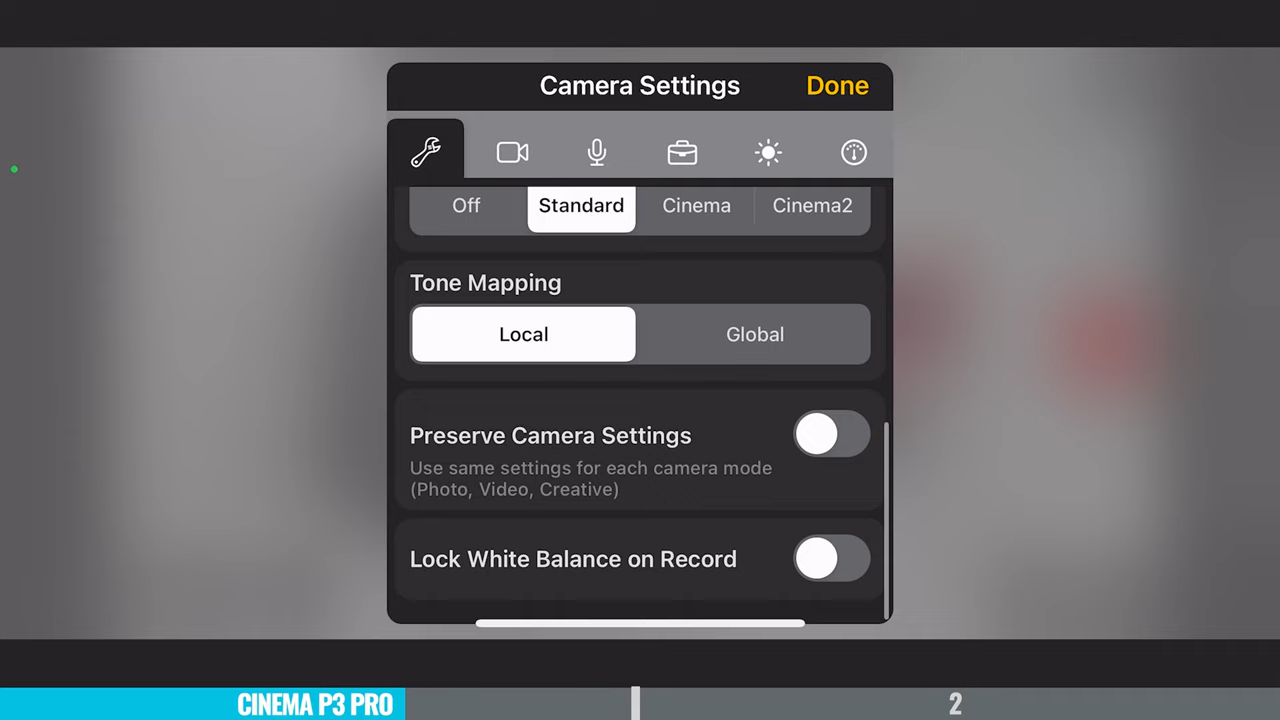 Camera Settings
Done
Off
Standard
Cinema
Cinema2
Tone Mapping
Local
Global
Preserve Camera Settings
Use same settings for each camera mode
(Photo, Video, Creative)
Lock White Balance on Record
CINEMA P3 PRO
2